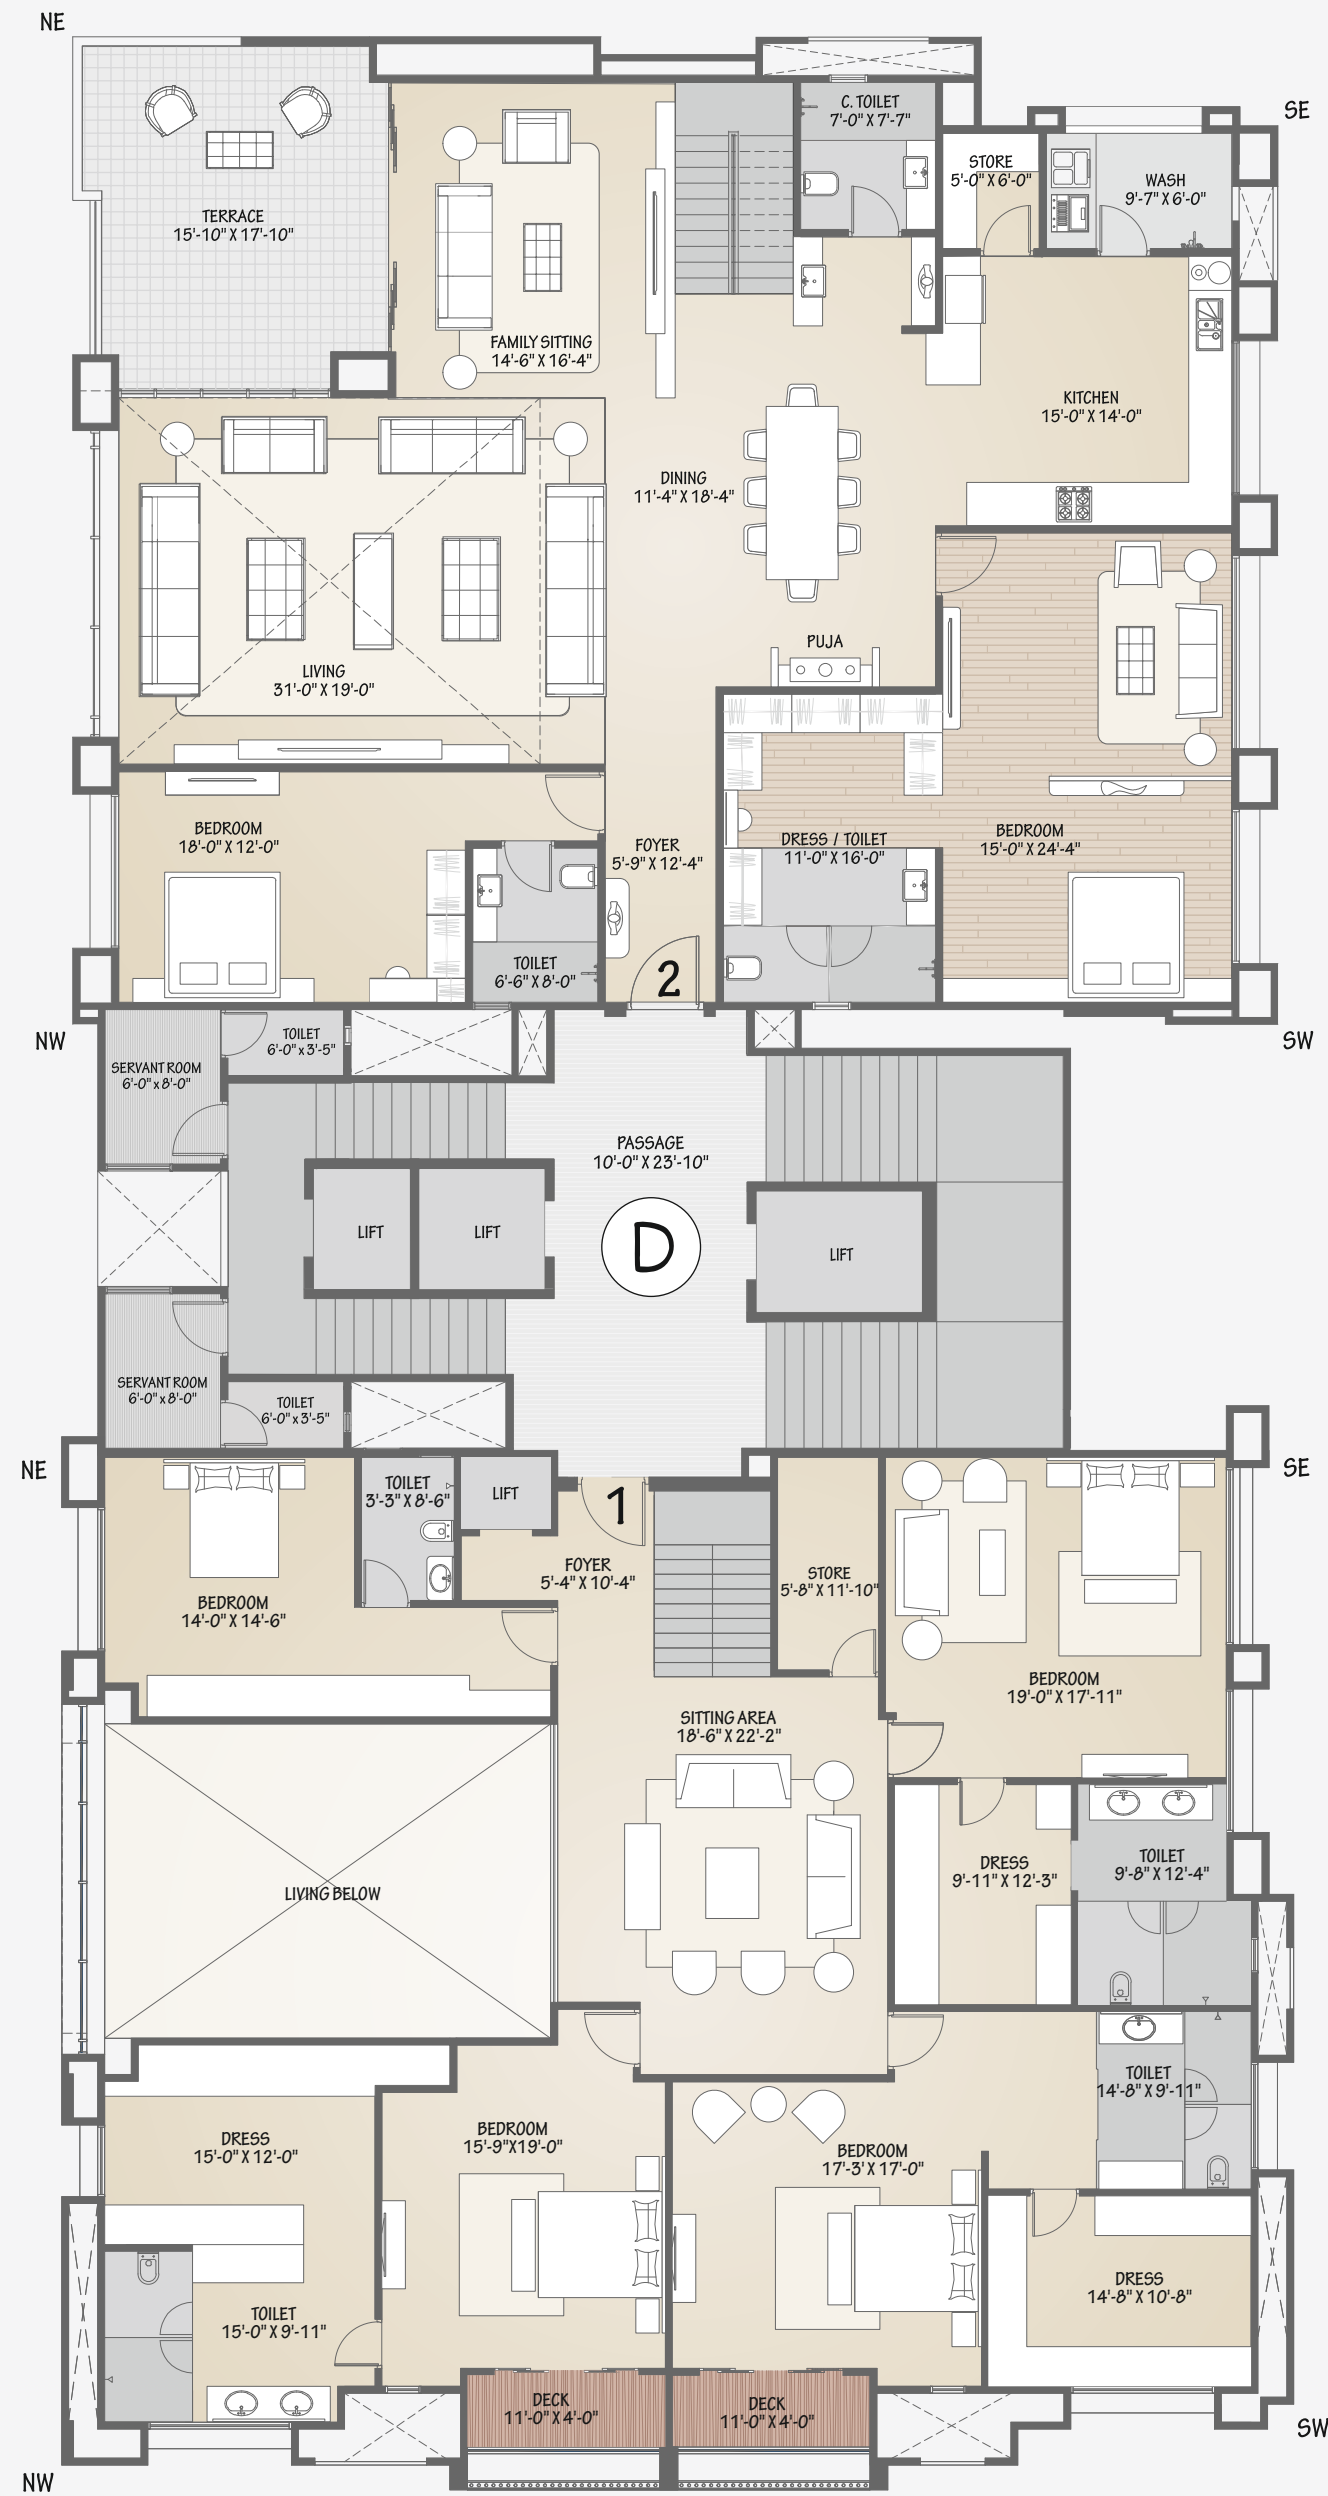 NE
SE
C. TOILET
7'-0" X 7'-7"
STORE
5'-0" X 6'-0"
WASH
9'-7" X 6'-0"
TERRACE
15'-10" X 17'-10"
FAMILY SITTING
14'-6" X 16'-4"
KITCHEN
15'-0" X 14'-0"
DINING
11'-4" X 18'-4"
PUJA
LIVING
31'-0" X 19'-0"
BEDROOM
18'-0" X 12'-0"
FOYER
5'-9" X 12'-4"
DRESS / TOILET
11'-0" X 16'-0"
BEDROOM
15'-0" X 24'-4"
TOILET
6'-6" X 8'-0"
2
NW
SW
TOILET
6'-0" x 3'-5"
SERVANT ROOM
6'-0" x 8'-0"
PASSAGE
10'-0" X 23'-10"
LIFT
LIFT
D
LIFT
SERVANT ROOM
6'-0" x 8'-0"
TOILET
6'-0" x 3'-5"
NE
SE
TOILET
3'-3" X 8'-6"
LIFT
1
FOYER
5'-4" X 10'-4"
STORE
5'-8" X 11'-10"
BEDROOM
14'-0" X 14'-6"
BEDROOM
19'-0" X 17'-11"
SITTING AREA
18'-6" X 22'-2"
DRESS
9'-11" X 12'-3"
TOILET
9'-8" X 12'-4"
LIVING BELOW
TOILET
14'-8" X 9'-11"
DRESS
15'-0" X 12'-0"
BEDROOM
15'-9"X19'-0"
BEDROOM
17'-3' X 17'-0"
DRESS
14'-8" X 10'-8"
TOILET
15'-0" X 9'-11"
DECK
11'-0" X 4'-0"
DECK
11'-0" X 4'-0"
SW
NW